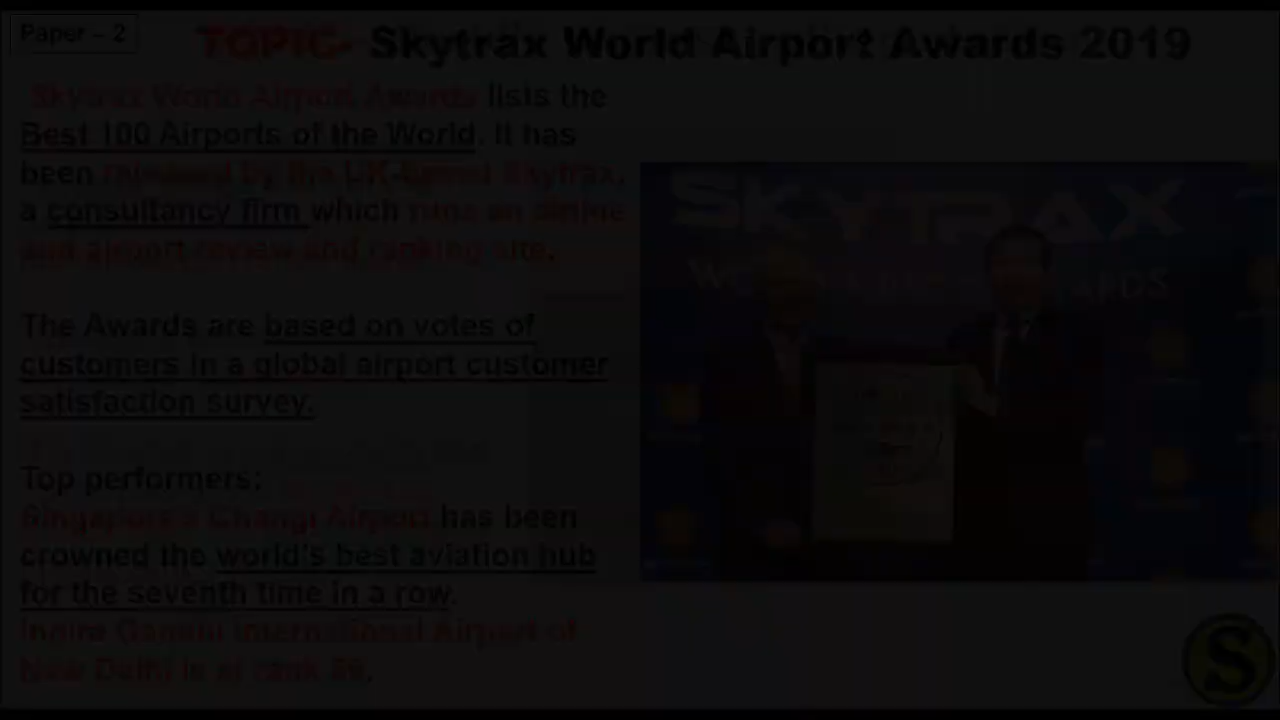 Paper – 2
TOPIC- Skytrax World Airport Awards 2019
Skytrax World Airport Awards lists the
Best 100 Airports of the World. It has
been released by the UK-based Skytrax,
a consultancy firm which runs an airline
and airport review and ranking site.
SKYTRAX
AWARDS
The Awards are based on votes of
customers in a global airport customer
satisfaction survey.
Top performers:
Singapore's Changi Airport has been
crowned the world's best aviation hub
for the seventh time in a row.
Indira Gandhi International Airport of
New Delhi is at rank
S